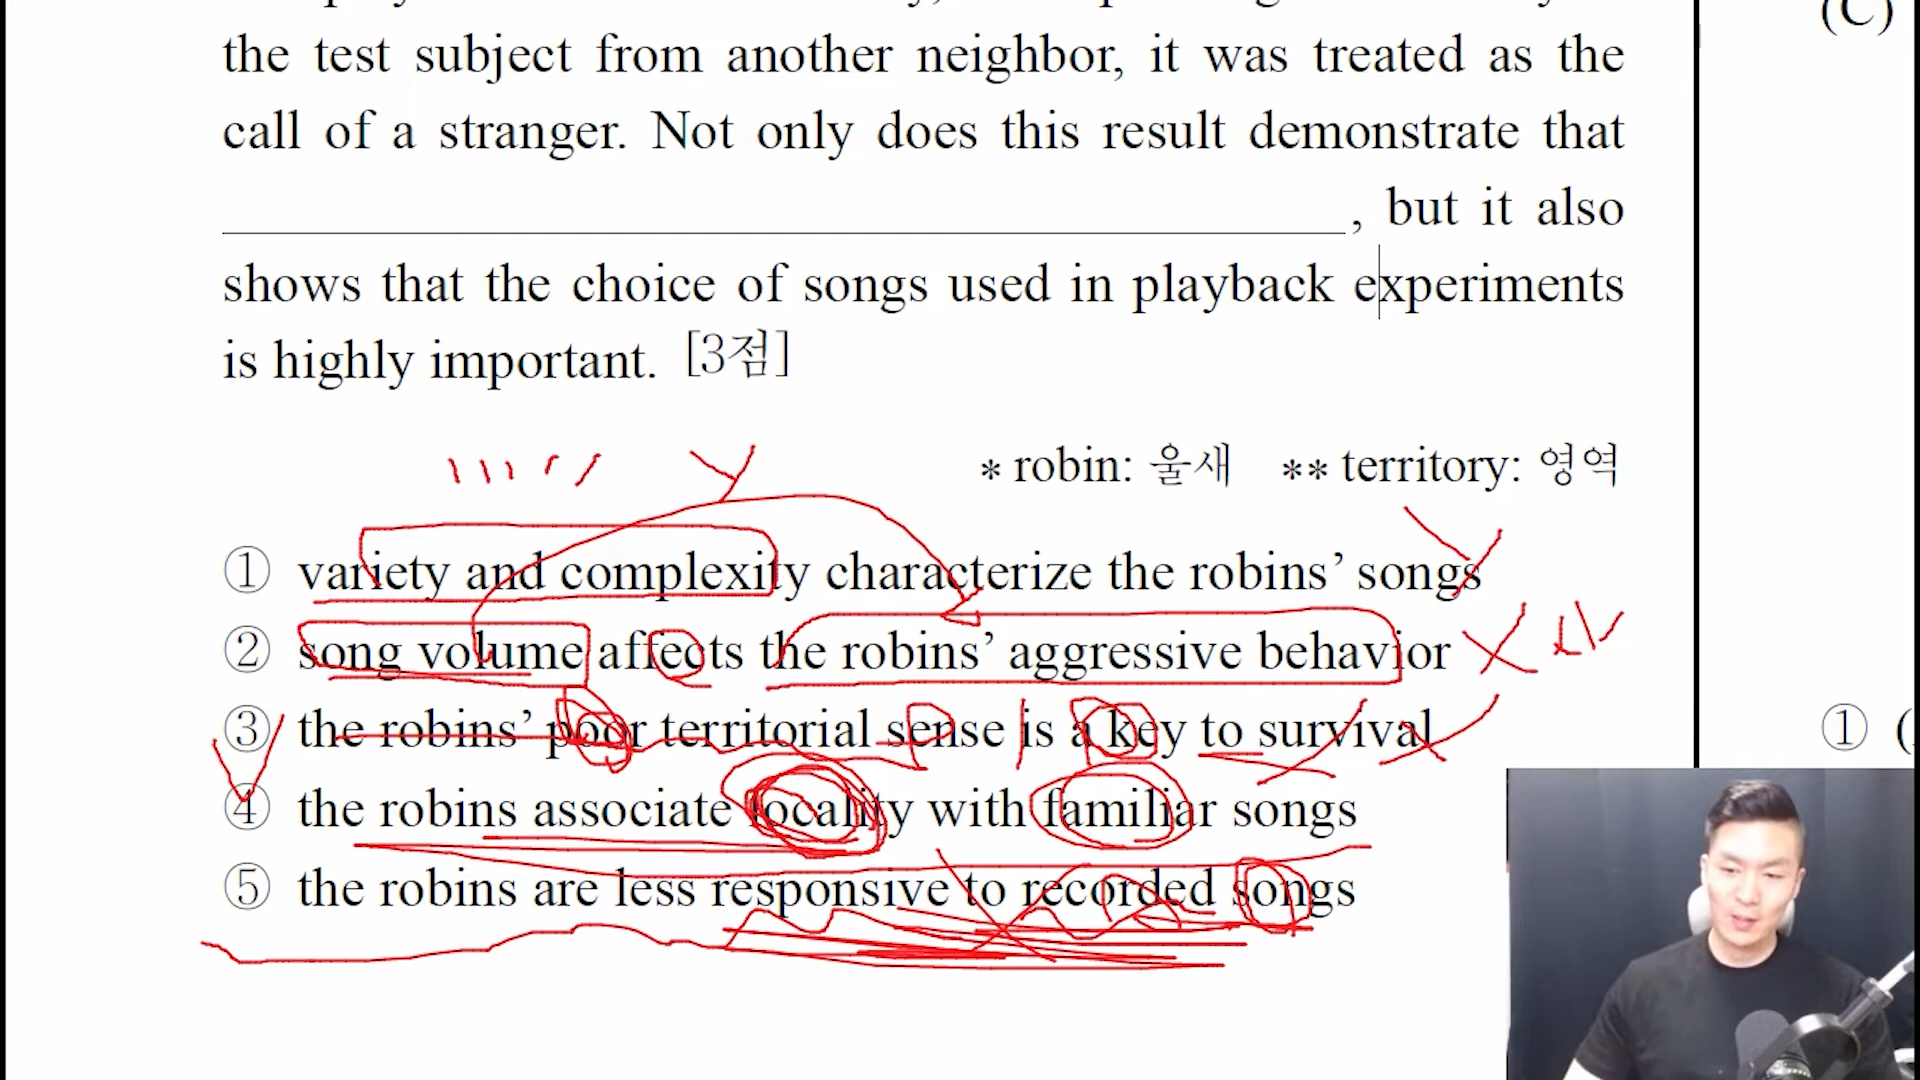 the test subject from another neighbor, it was treated as the
call of a stranger. Not only does this result demonstrate that
, but it also
shows that the choice of songs used in playback experiments
is highly important. [3점]
* robin: 울새 ** territory: 영역
① variety and complexity characterize the robins’ songs
② song volume affects the robins’ aggressive behavior
③ the robins’ poor territorial sense is a key to survival
④ the robins associate locality with familiar songs
⑤ the robins are less responsive to recorded songs
(C)
① (